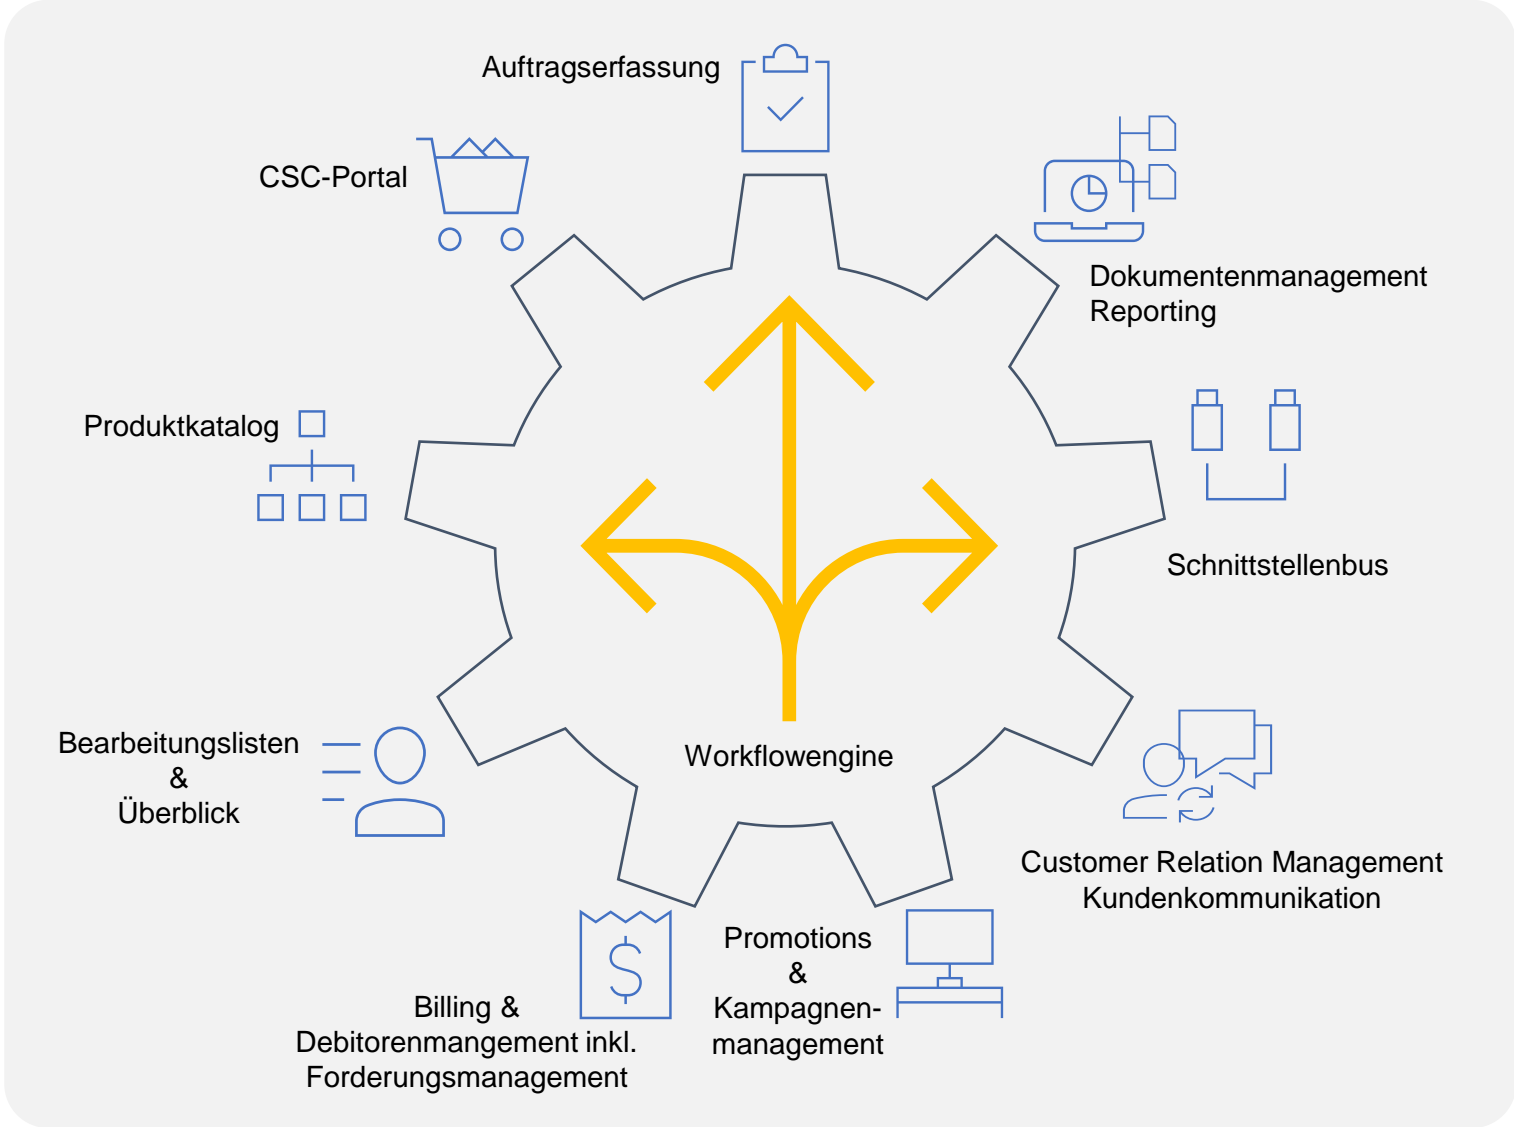 Auftragserfassung
CSC-Portal
Dokumentenmanagement
Reporting
Produktkatalog
Schnittstellenbus
Bearbeitungslisten
&
Überblick
Workflowengine
Customer Relation Management
Kundenkommunikation
Promotions
&
Kampagnen-
management
$
Billing &
Debitorenmangement inkl.
Forderungsmanagement